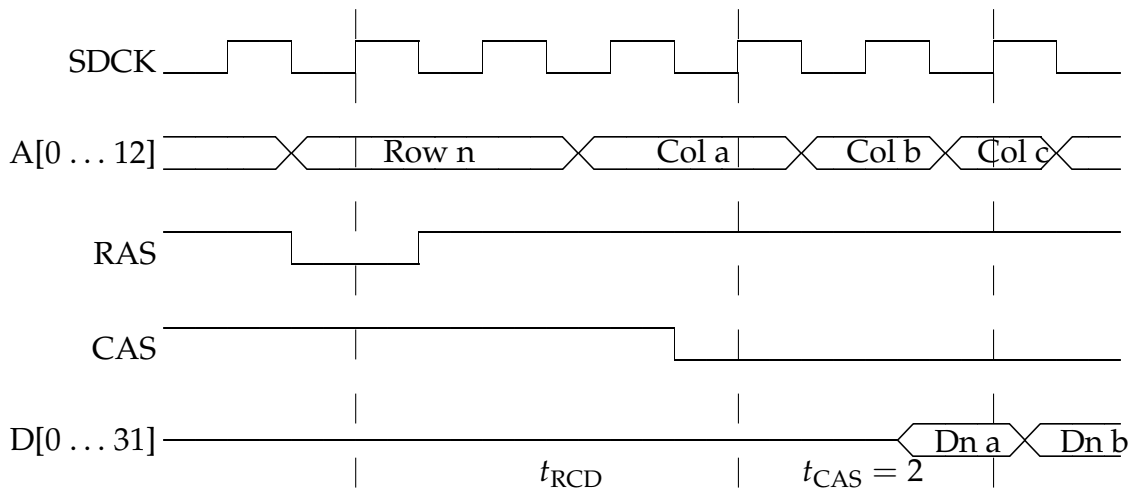 SDCK
A[0 … 12] Row n Col a Col b Col c
RAS
CAS
D[0 … 31] Dn a Dn b
tRCD tCAS = 2